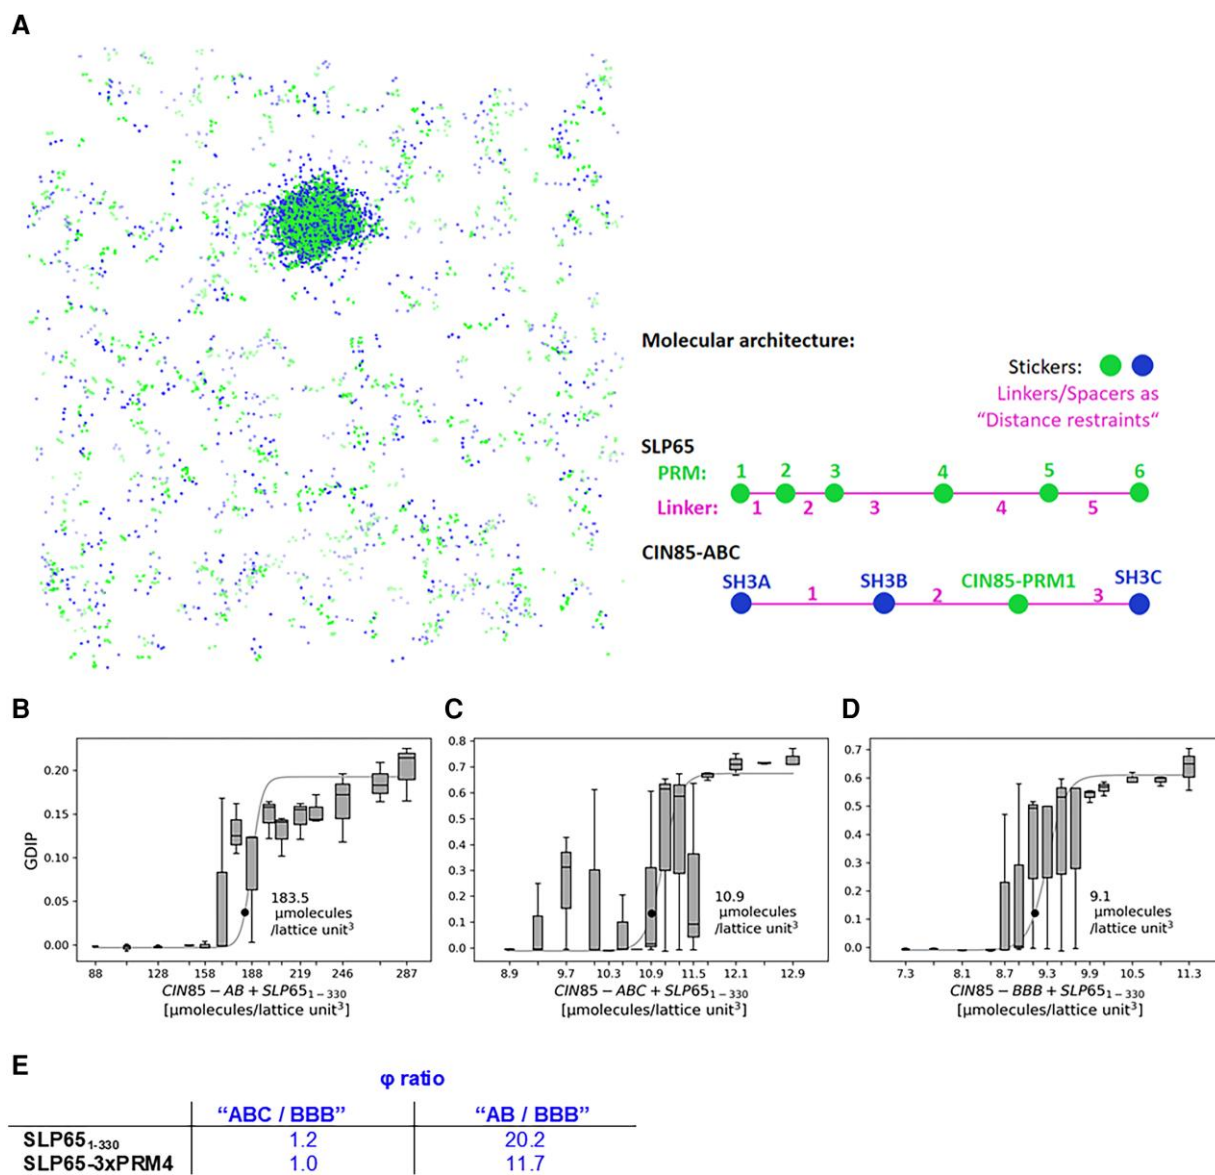 A
Molecular architecture:
Stickers:
Linkers/Spacers as
“Distance restraints“
SLP65
PRM: 1 2 3 4 5 6
Linker: 1 2 3 4 5
CIN85-ABC
SH3A SH3B CIN85-PRM1 SH3C
1 2 3
B
GDIP
0.20
0.15
0.10
0.05
0.00
183.5
µmolecules
/lattice unit³
88 128 158 188 219 246 287
CIN85 − AB + SLP65₁₋₃₃₀
[µmolecules/lattice unit³]
C
0.8
0.7
0.6
0.5
0.4
0.3
0.2
0.1
0.0
10.9
µmolecules
/lattice unit³
8.9 9.7 10.3 10.9 11.5 12.1 12.9
CIN85 − ABC + SLP65₁₋₃₃₀
[µmolecules/lattice unit³]
D
0.7
0.6
0.5
0.4
0.3
0.2
0.1
0.0
9.1
µmolecules
/lattice unit³
7.3 8.1 8.7 9.3 9.9 10.5 11.3
CIN85 − BBB + SLP65₁₋₃₃₀
[µmolecules/lattice unit³]
E
φ ratio
“ABC / BBB” “AB / BBB”
SLP65₁₋₃₃₀ 1.2 20.2
SLP65-3xPRM4 1.0 11.7